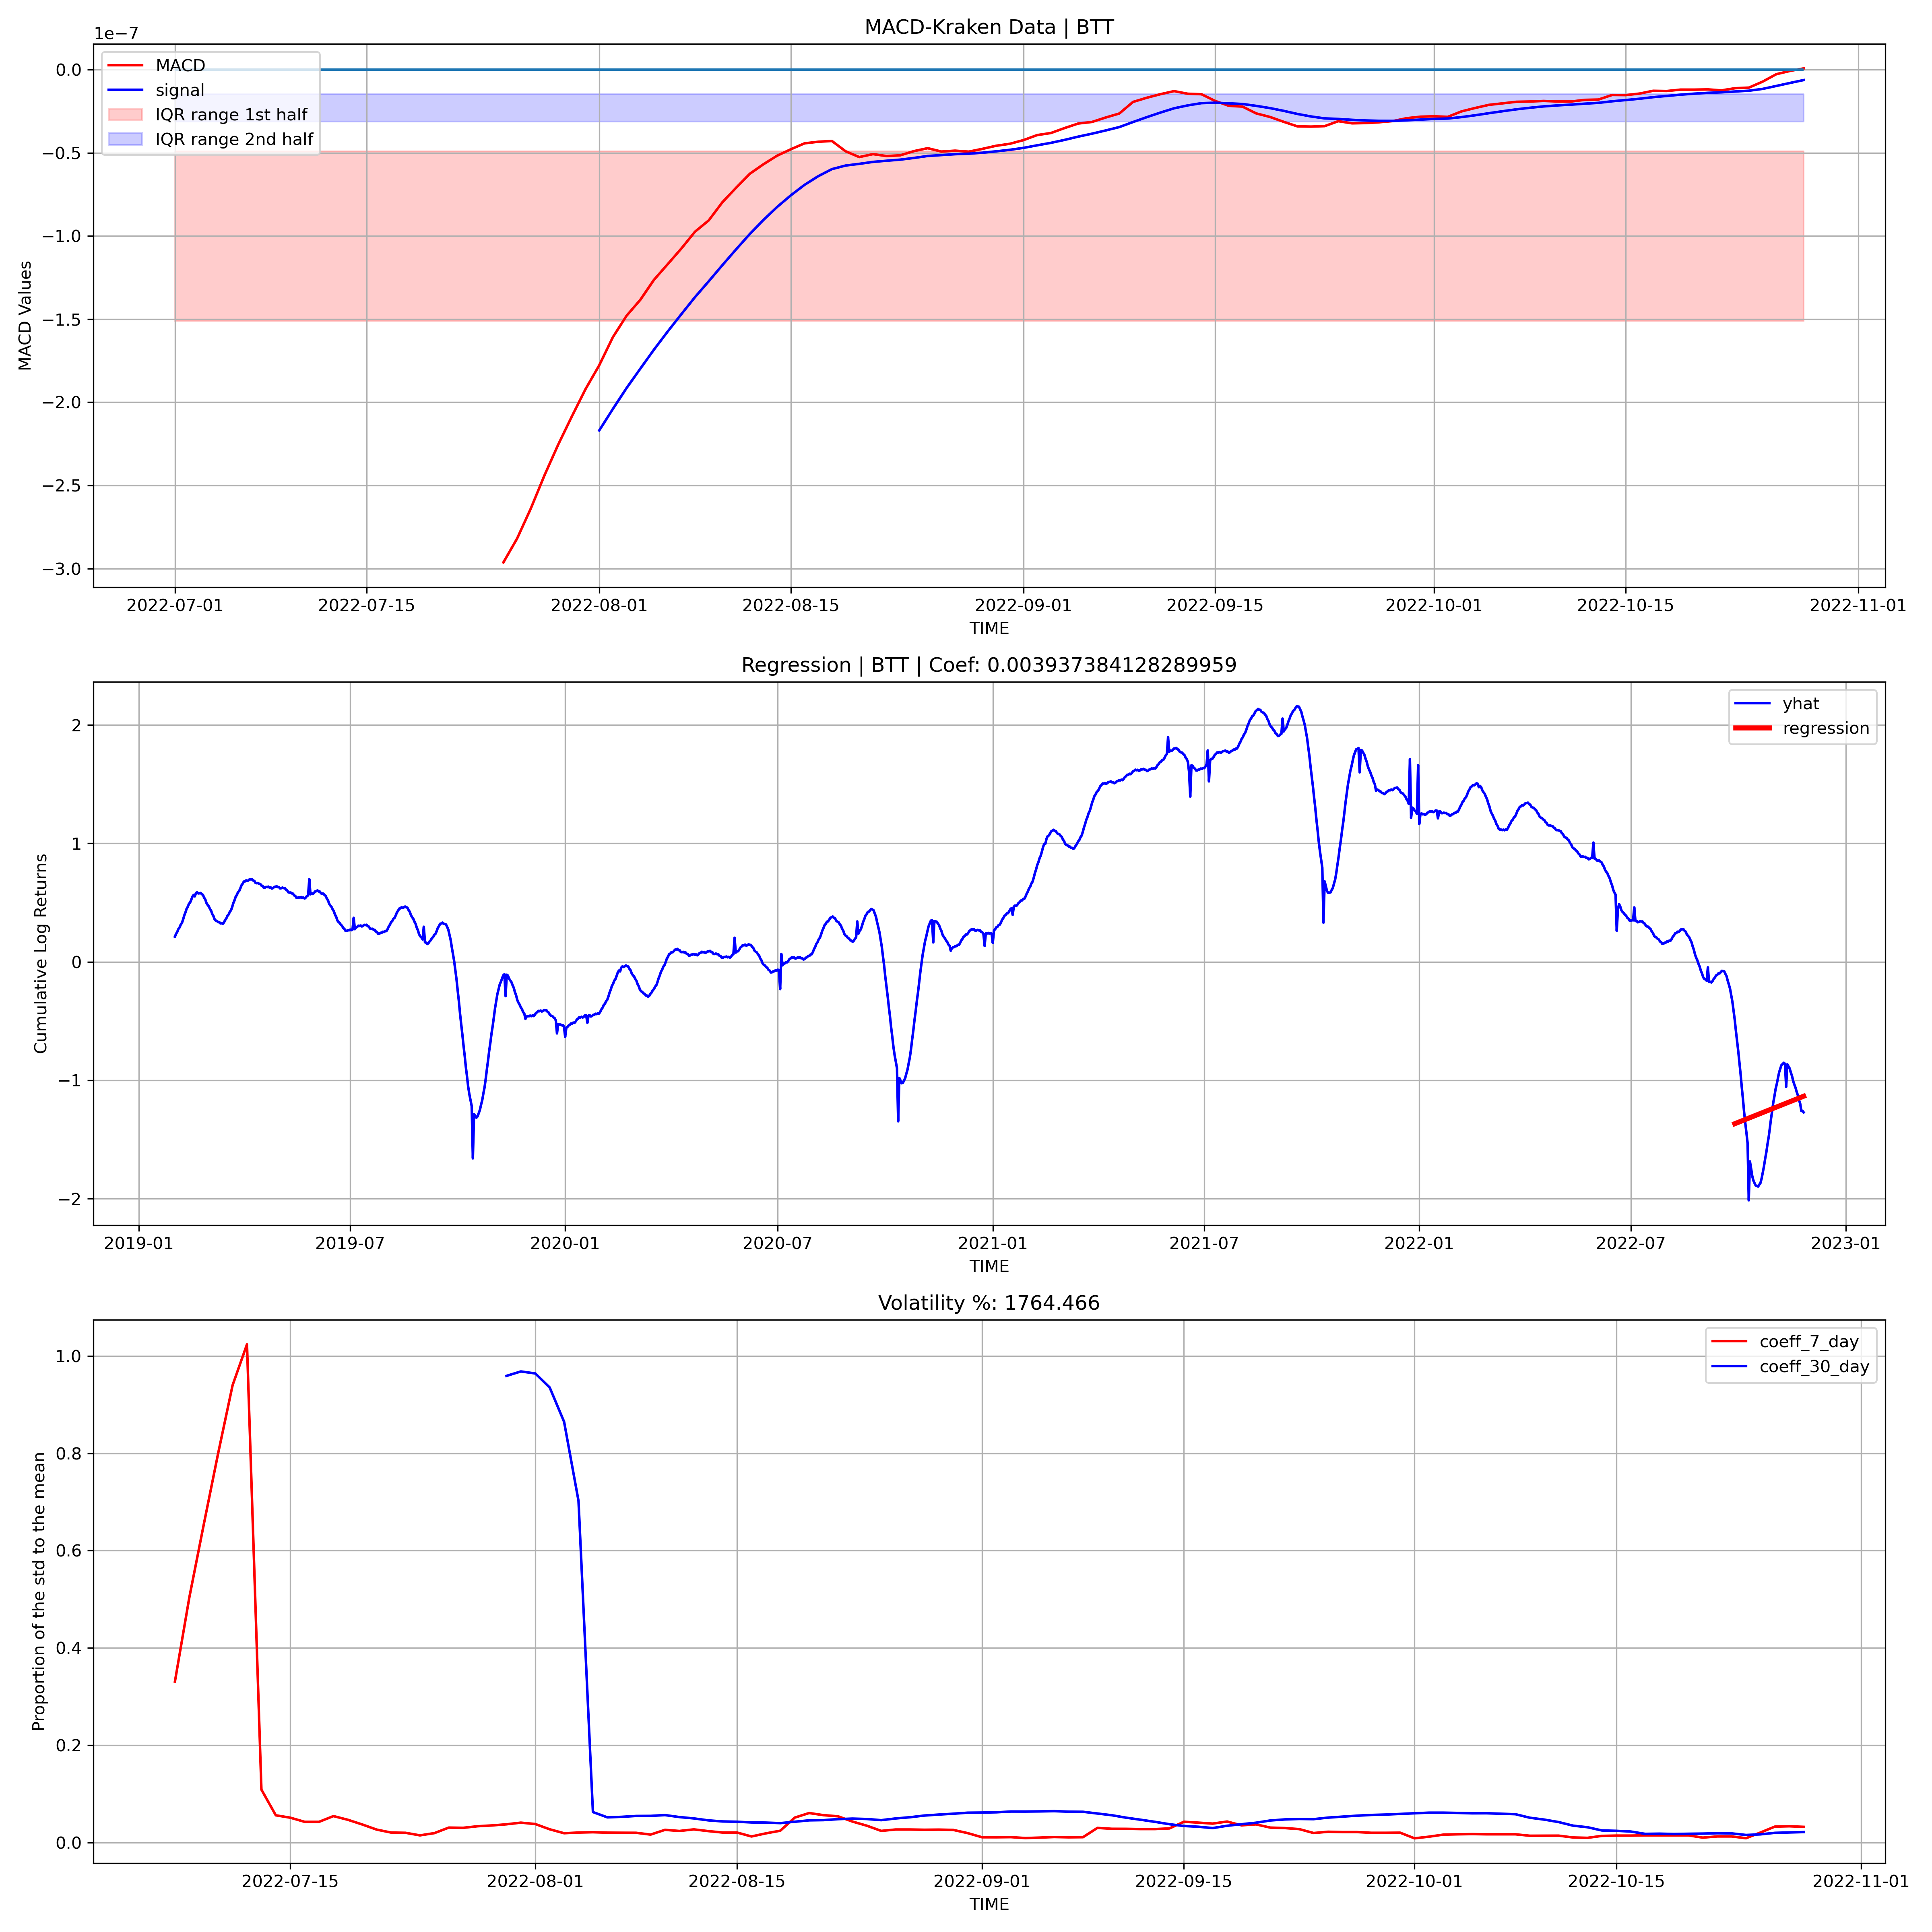 MACD-Kraken Data | BTT
1e−7
MACD
signal
IQR range 1st half
IQR range 2nd half
0.0
−0.5
−1.0
−1.5
−2.0
−2.5
−3.0
MACD Values
2022-07-01 2022-07-15 2022-08-01 2022-08-15 2022-09-01 2022-09-15 2022-10-01 2022-10-15 2022-11-01
TIME
Regression | BTT | Coef: 0.003937384128289959
yhat
regression
2
1
0
−1
−2
Cumulative Log Returns
2019-01 2019-07 2020-01 2020-07 2021-01 2021-07 2022-01 2022-07 2023-01
TIME
Volatility %: 1764.466
coeff_7_day
coeff_30_day
1.0
0.8
0.6
0.4
0.2
0.0
Proportion of the std to the mean
2022-07-15 2022-08-01 2022-08-15 2022-09-01 2022-09-15 2022-10-01 2022-10-15 2022-11-01
TIME